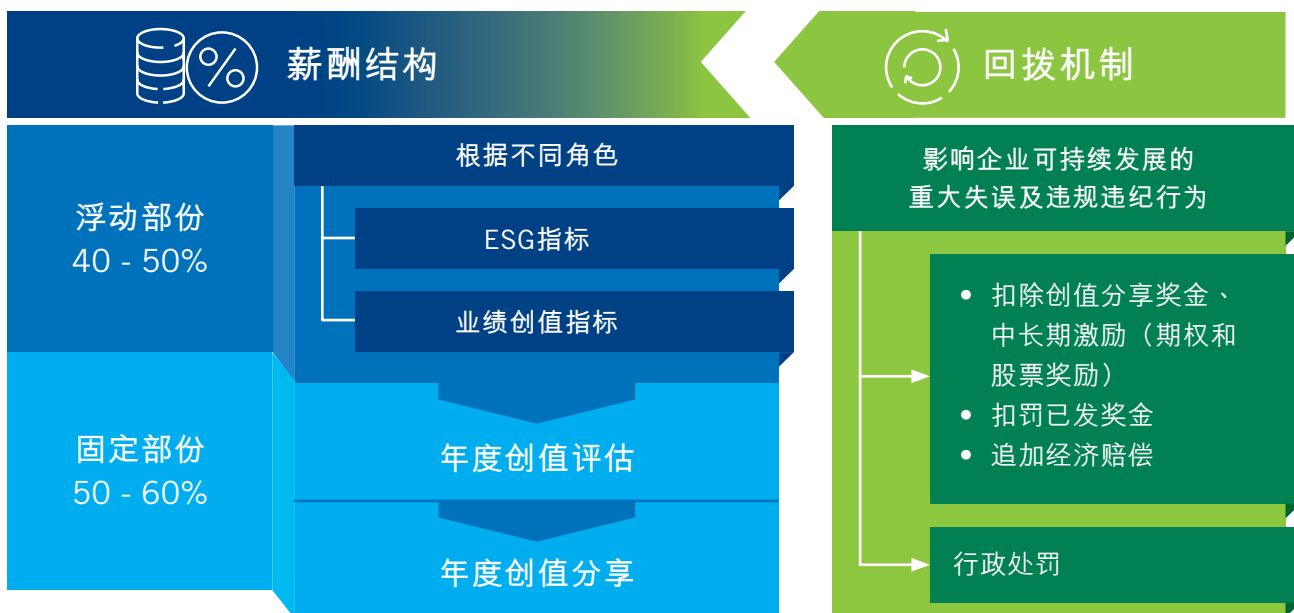 薪酬结构
浮动部份
40 - 50%
固定部份
50 - 60%
根据不同角色
ESG指标
业绩创值指标
年度创值评估
年度创值分享
回拨机制
影响企业可持续发展的
重大失误及违规违纪行为
• 扣除创值分享奖金、
中长期激励（期权和
股票奖励）
• 扣罚已发奖金
• 追加经济赔偿
行政处罚